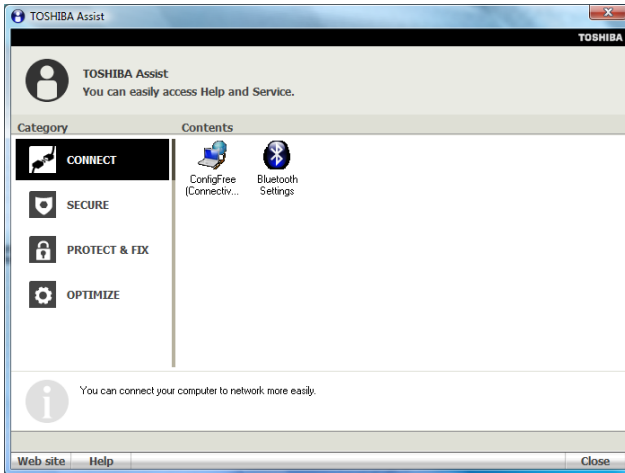 TOSHIBA Assist
TOSHIBA
TOSHIBA Assist
You can easily access Help and Service.
Category
Contents
CONNECT
SECURE
PROTECT & FIX
OPTIMIZE
ConfigFree
(Connectiv...
Bluetooth
Settings
You can connect your computer to network more easily.
Web site Help Close